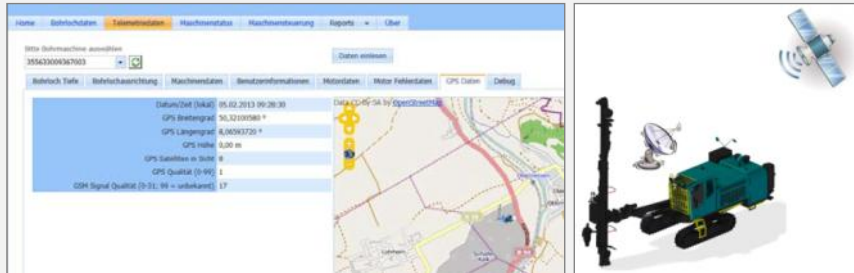 Home Bohrlochdaten Telemetriedaten Maschinenstatus Maschinensteuerung Reports Über
Bitte Bohrmaschine auswählen
355633009367003
Daten einlesen
Bohrloch Tiefe Bohrlochausrichtung Maschinendaten Benutzerinformationen Motordaten Motor Fehlerdaten GPS Daten Debug
Datum/Zeit (lokal) 05.02.2013 09:28:30
GPS Breitengrad 50,32100580 °
GPS Längengrad 8,06593720 °
GPS Höhe 0,00 m
GPS Satelliten in Sicht 8
GPS Qualität (0-99) 1
GSM Signal Qualität (0-31; 99 = unbekannt) 17
Data CC-By-SA by OpenStreetMap